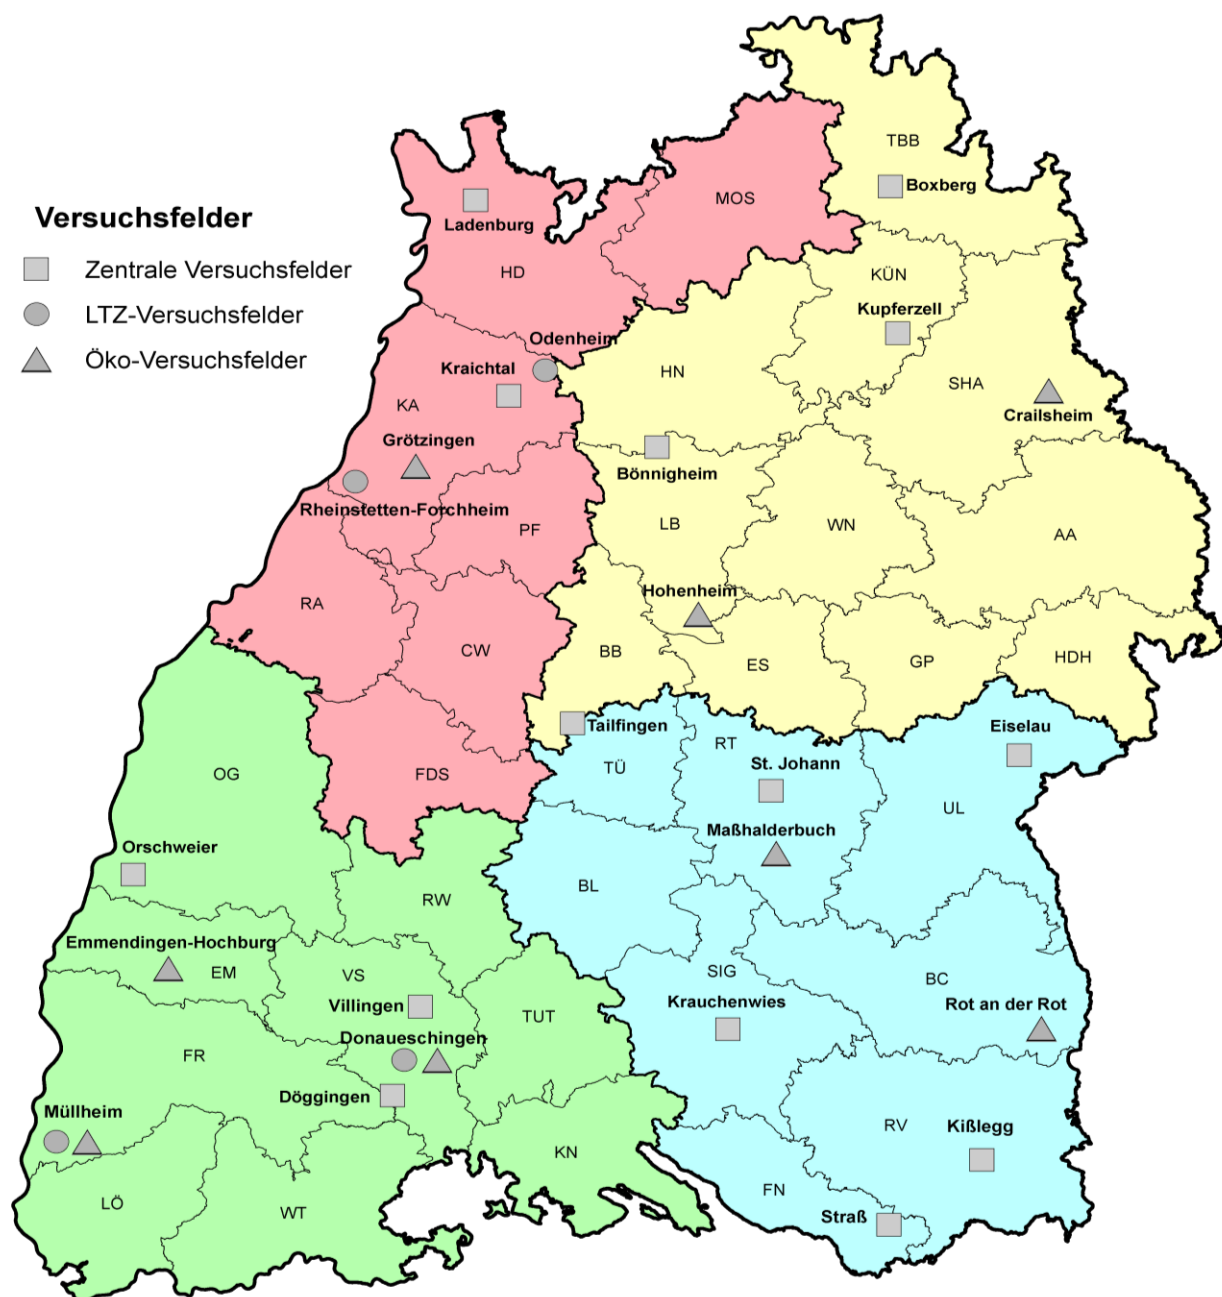 Versuchsfelder
Zentrale Versuchsfelder
LTZ-Versuchsfelder
Öko-Versuchsfelder
TBB
Boxberg
MOS
Ladenburg
HD
KÜN
Kupferzell
Odenheim
HN
Kraichtal
SHA
KA
Crailsheim
Grötzingen
Bönnigheim
Rheinstetten-Forchheim
PF
LB
WN
AA
Hohenheim
RA
CW
BB
ES
GP
HDH
Tailfingen
Eiselau
RT
OG
FDS
TÜ
St. Johann
UL
Maßhalderbuch
Orschweier
BL
RW
Emmendingen-Hochburg
EM
VS
SIG
BC
Villingen
Krauchenwies
Rot an der Rot
TUT
Donaueschingen
FR
Döggingen
Müllheim
RV
Kißlegg
KN
FN
LÖ
WT
Straß